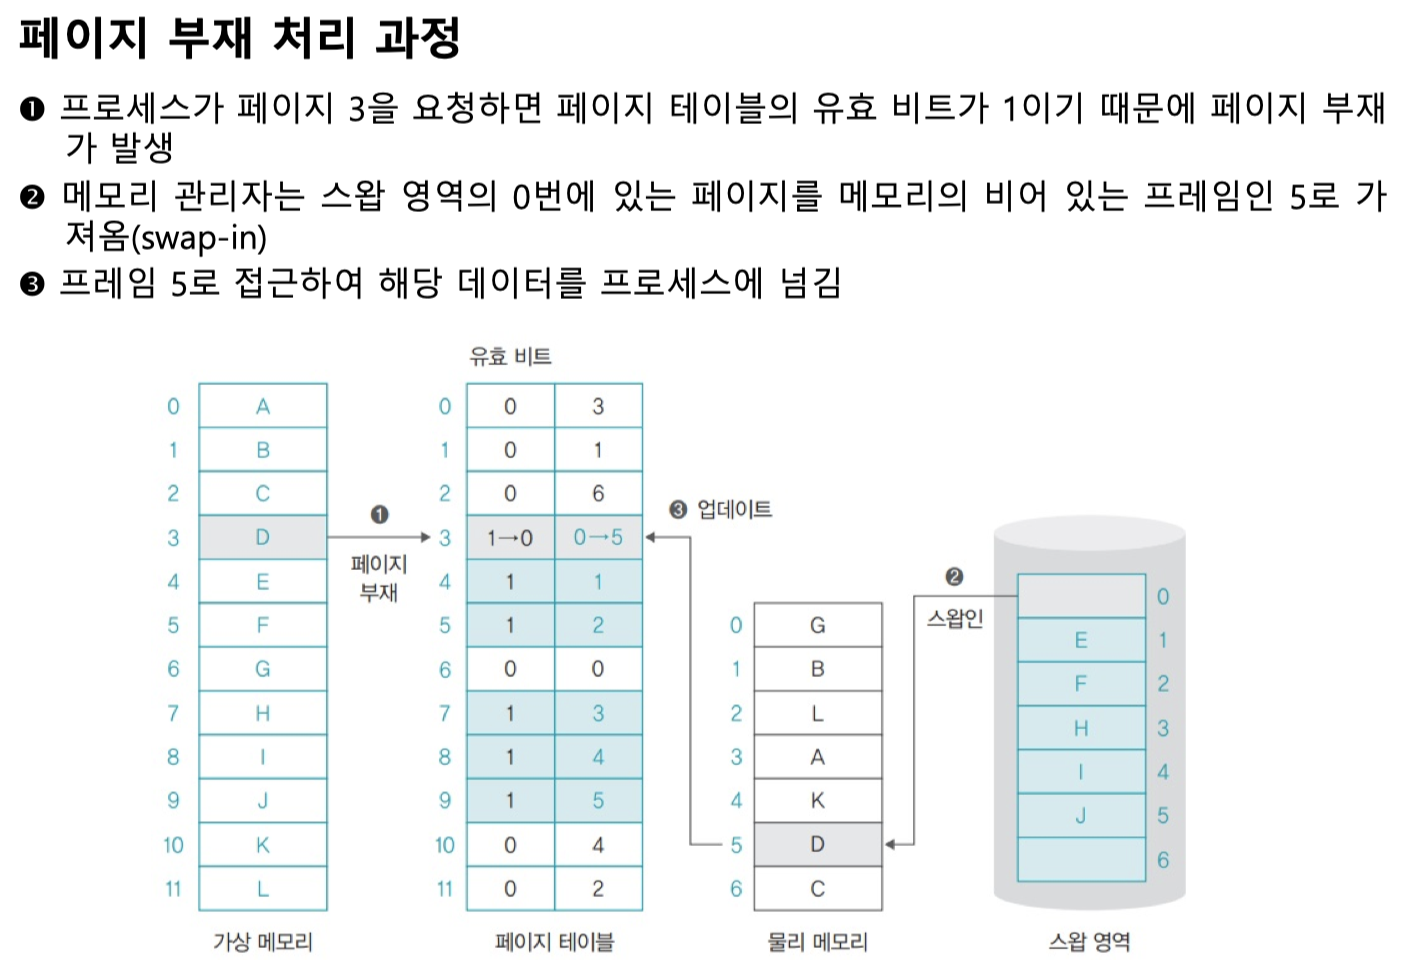 페이지 부재 처리 과정
❶ 프로세스가 페이지 3을 요청하면 페이지 테이블의 유효 비트가 1이기 때문에 페이지 부재
가 발생
❷ 메모리 관리자는 스왑 영역의 0번에 있는 페이지를 메모리의 비어 있는 프레임인 5로 가
져옴(swap-in)
❸ 프레임 5로 접근하여 해당 데이터를 프로세스에 넘김
유효 비트
0 A
1 B
2 C
3 D
4 E
5 F
6 G
7 H
8 I
9 J
10 K
11 L
가상 메모리
❶
페이지
부재
0 0 3
1 0 1
2 0 6
3 1→0 0→5
4 1 1
5 1 2
6 0 0
7 1 3
8 1 4
9 1 5
10 0 4
11 0 2
페이지 테이블
❸ 업데이트
0 G
1 B
2 L
3 A
4 K
5 D
6 C
물리 메모리
❷
스왑인
0
E 1
F 2
H 3
I 4
J 5
6
스왑 영역